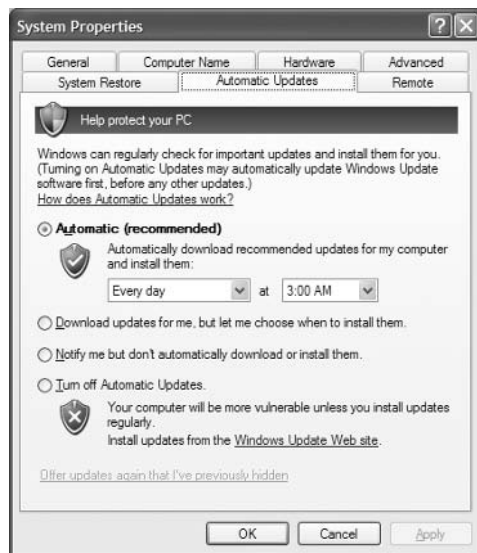 System Properties
General Computer Name Hardware Advanced
System Restore Automatic Updates Remote
Help protect your PC
Windows can regularly check for important updates and install them for you.
(Turning on Automatic Updates may automatically update Windows Update
software first, before any other updates.)
How does Automatic Updates work?
Automatic (recommended)
Automatically download recommended updates for my computer
and install them:
Every day at 3:00 AM
Download updates for me, but let me choose when to install them.
Notify me but don't automatically download or install them.
Turn off Automatic Updates.
Your computer will be more vulnerable unless you install updates
regularly.
Install updates from the Windows Update Web site.
Offer updates again that I've previously hidden
OK Cancel Apply